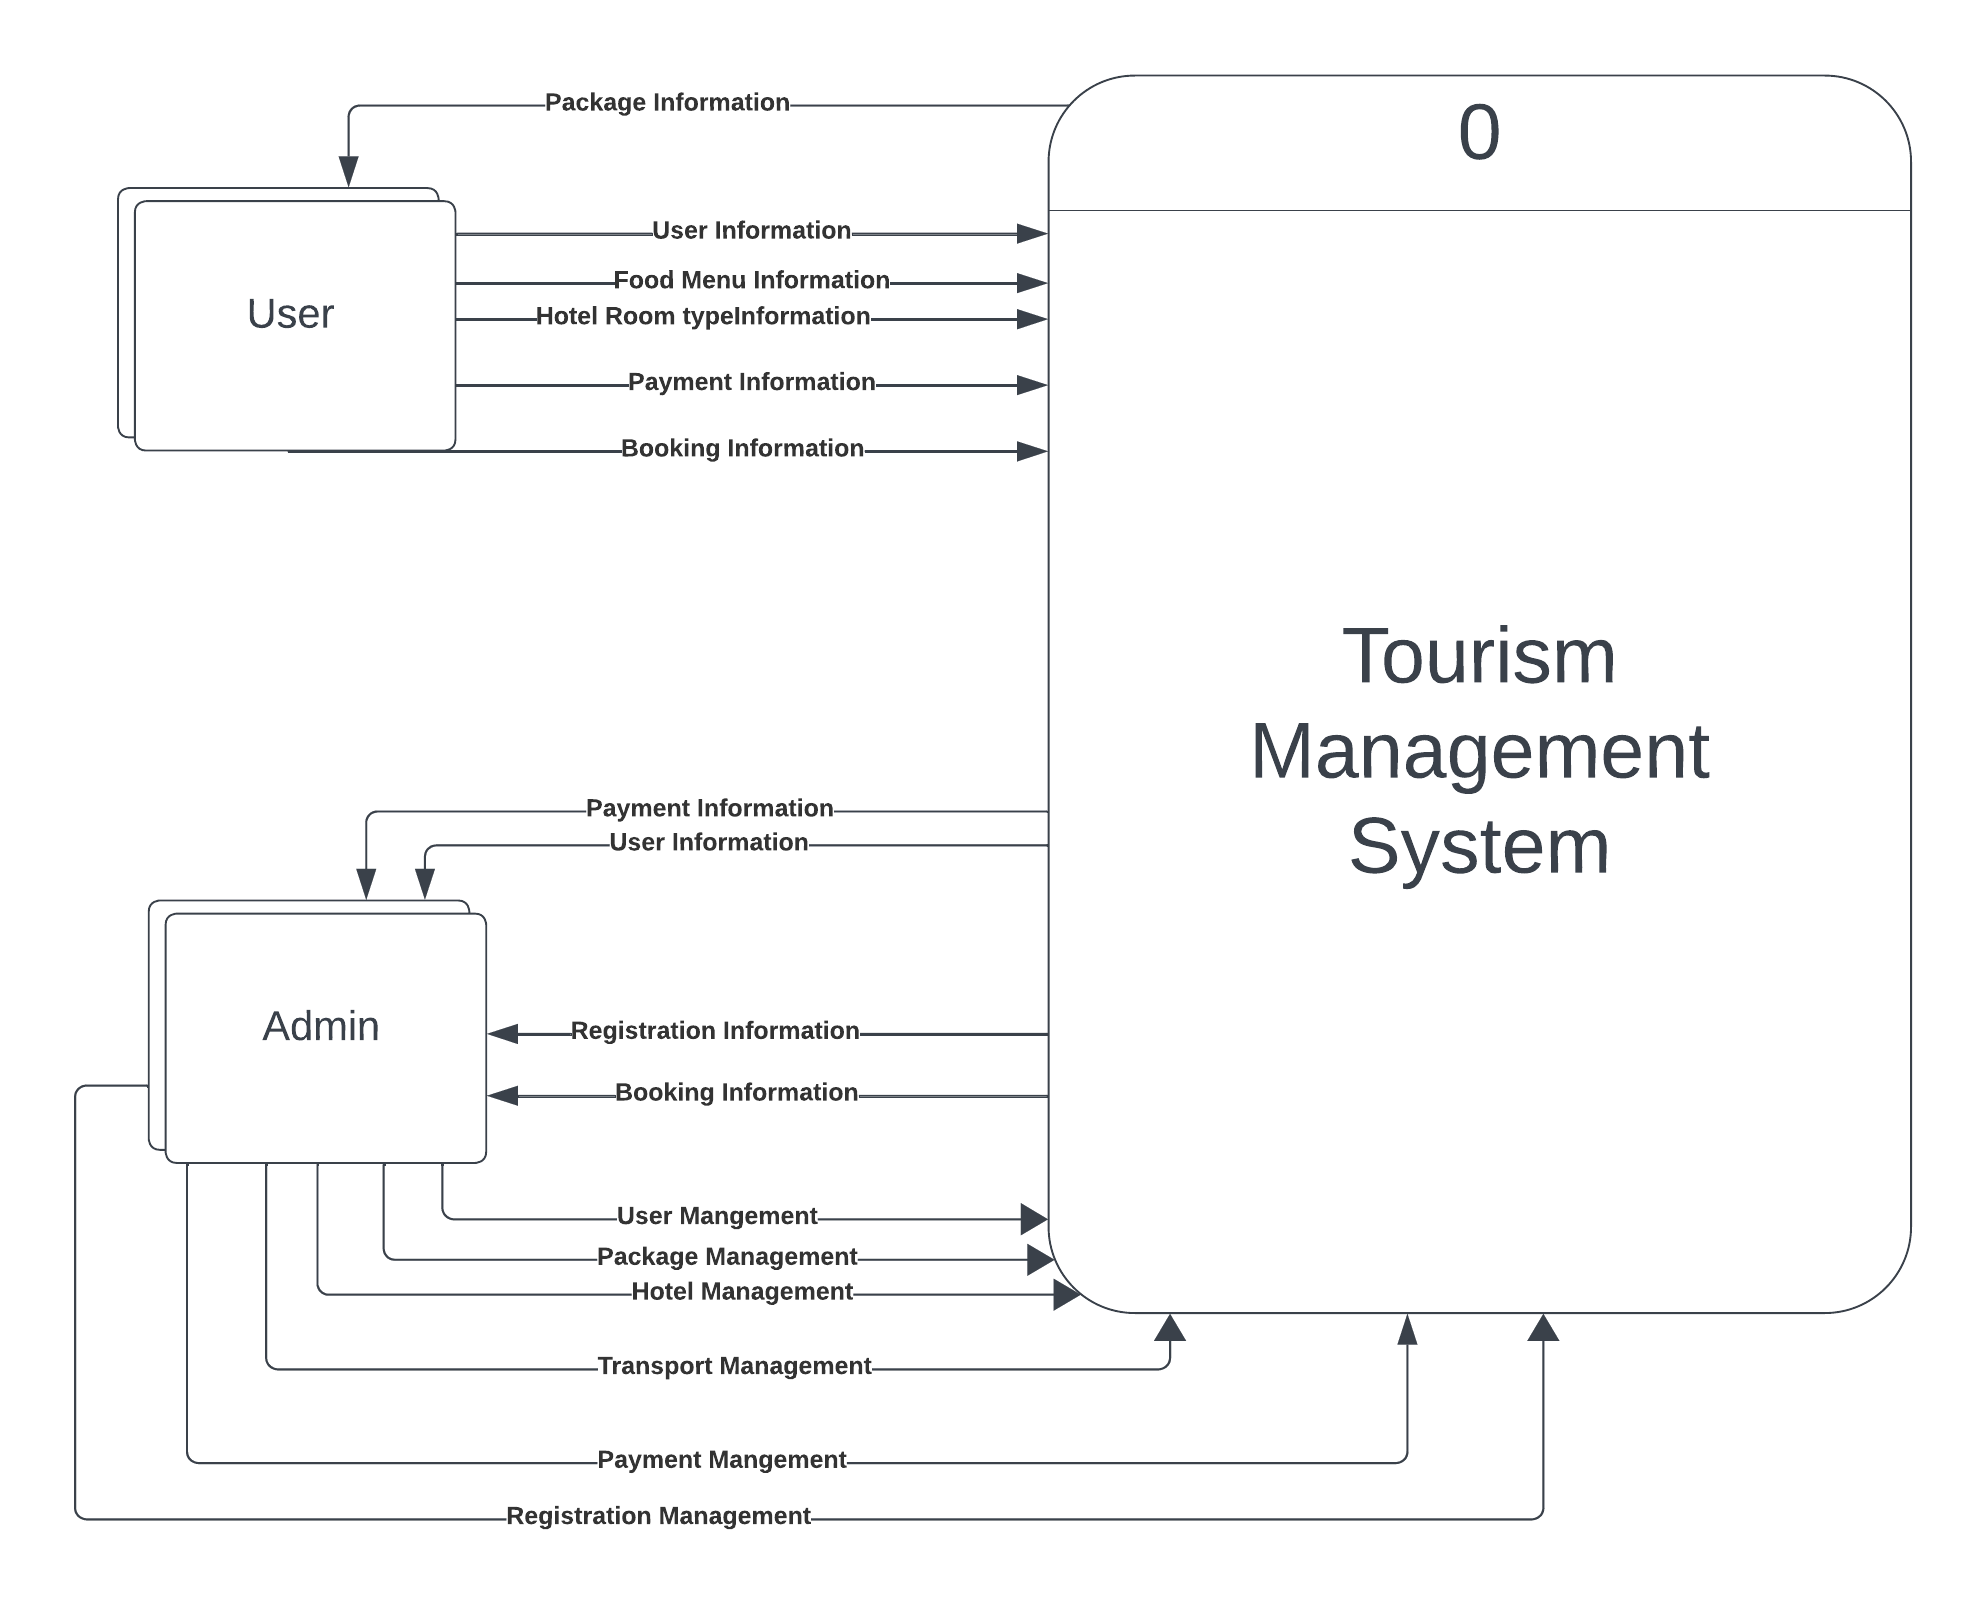 Package Information
0
User Information
Food Menu Information
Hotel Room typeInformation
User
Payment Information
Booking Information
Tourism
Management
System
Payment Information
User Information
Admin
Registration Information
Booking Information
User Mangement
Package Management
Hotel Management
Transport Management
Payment Mangement
Registration Management